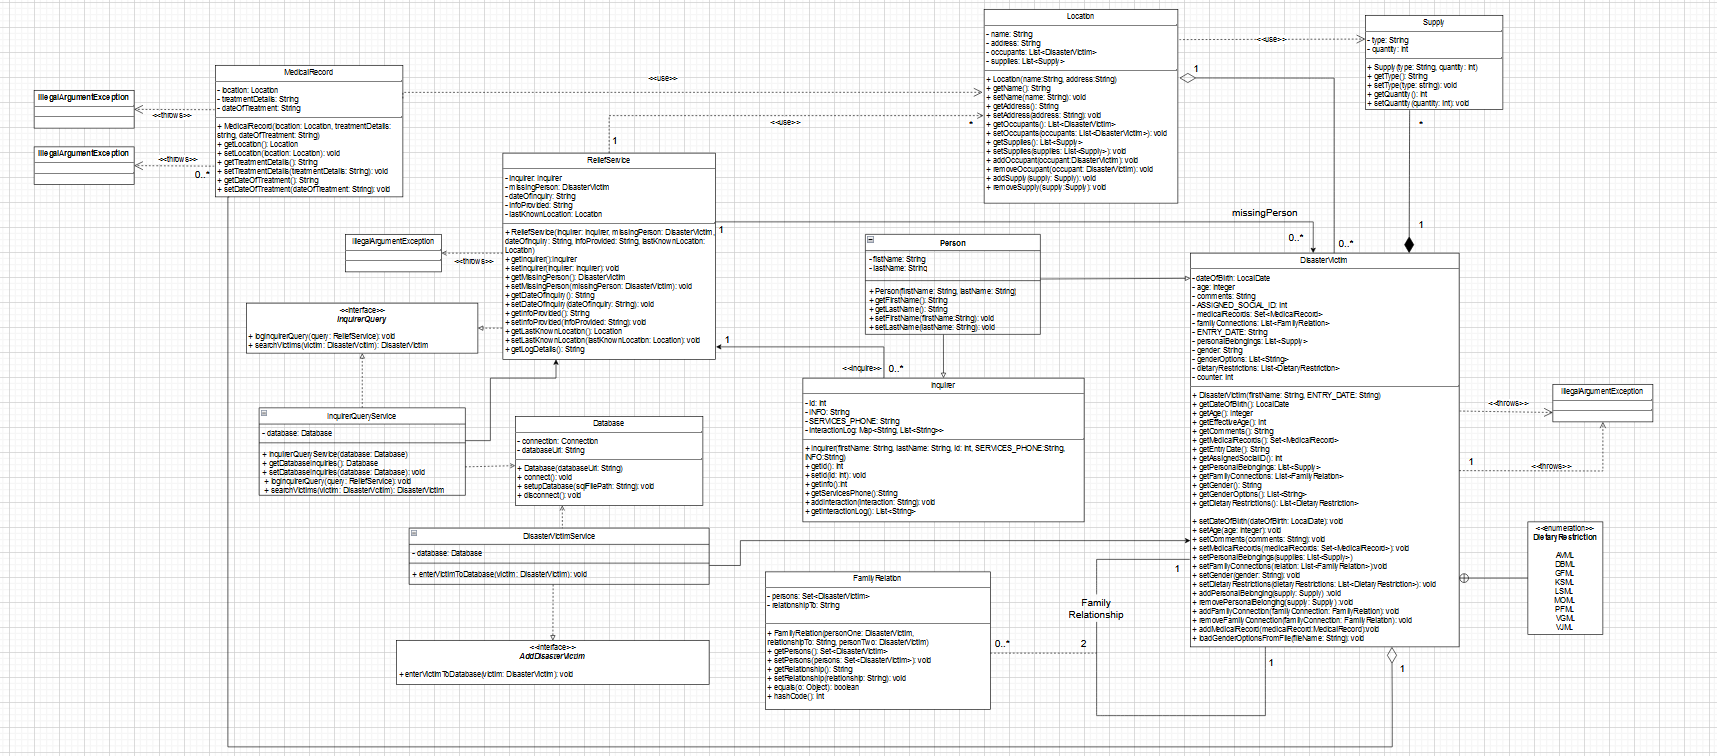 Location
- name: String
- address: String
- occupants: List<DisasterVictim>
- supplies: List<Supply>
+ Location(name:String, address:String)
+ getName(): String
+ setName(name: String): void
+ getAddress(): String
+ setAddress(address: String): void
+ getOccupants(): List<DisasterVictim>
+ setOccupants(occupants: List<DisasterVictim>): void
+ getSupplies(): List<Supply>
+ setSupplies(supplies: List<Supply>): void
+ addOccupant(occupant:DisasterVictim): void
+ removeOccupant(occupant: DisasterVictim): void
+ addSupply(supply: Supply): void
+ removeSupply(supply:Supply): void
<<use>>
Supply
- type: String
- quantity: int
+ Supply(type: String, quantity: int)
+ getType(): String
+ setType(type: string): void
+ getQuantity(): int
+ setQuantity(quantity: int): void
*
1
1
MedicalRecord
- location: Location
- treatmentDetails: String
- dateOfTreatment: String
+ MedicalRecord(location: Location, treatmentDetails:
string, dateOfTreatment: String)
+ getLocation(): Location
+ setLocation(location: Location): void
+ getTreatmentDetails(): String
+ setTreatmentDetails(treatmentDetails: String): void
+ getDateOfTreatment(): String
+ setDateOfTreatment(dateOfTreatment: String): void
<<use>>
IllegalArgumentException
<<throws>>
IllegalArgumentException
<<throws>>
0..*
<<use>>
*
1
ReliefService
- inquirer: Inquirer
- missingPerson: DisasterVictim
- dateOfInquiry: String
- infoProvided: String
- lastKnownLocation: Location
+ ReliefService(inquirer: Inquirer, missingPerson: DisasterVictim,
dateOfInquiry: String, infoProvided: String, lastKnownLocation:
Location)
+ getInquirer():Inquirer
+ setInquirer(inquirer: Inquirer): void
+ getMissingPerson(): DisasterVictim
+ setMissingPerson(missingPerson: DisasterVictim): void
+ getDateOfInquiry(): String
+ setDateOfInquiry(dateOfInquiry: String): void
+ getInfoProvided(): String
+ setInfoProvided(infoProvided: String): void
+ getLastKnownLocation(): Location
+ setLastKnownLocation(lastKnownLocation: Location): void
+ getLogDetails(): String
1
missingPerson
0..*
0..*
IllegalArgumentException
<<throws>>
<<interface>>
InquirerQuery
+ logInquirerQuery(query : ReliefService): void
+ searchVictims(victim : DisasterVictim): DisasterVictim
Person
- fistName: String
- lastName: String
+ Person(firstName: String, lastName: String)
+ getFirstName(): String
+ getLastName(): String
+ setFirstName(firstName:String): void
+ setLastName(lastName: String): void
1
<<inquire>>
0..*
Inquirer
- id: int
- INFO: String
- SERVICES_PHONE: String
- interactionLog: Map<String, List<String>>
+ Inquirer(firstName: String, lastName: String, id: int, SERVICES_PHONE:String,
INFO:String)
+ getId(): int
+ setId(id: int): void
+ getInfo():int
+ getServicesPhone():String
+ addInteraction(interaction: String): void
+ getInteractionLog(): List<String>
DisasterVictim
- dateOfBirth: LocalDate
- age: Integer
- comments: String
- ASSIGNED_SOCIAL_ID: int
- medicalRecords: Set<MedicalRecord>
- familyConnections: List<FamilyRelation>
- ENTRY_DATE: String
- personalBelongings: List<Supply>
- gender: String
- genderOptions: List<String>
- dietaryRestrictions: List<DietaryRestriction>
- counter: int
+ DisasterVictim(firstName: String, ENTRY_DATE: String)
+ getDateOfBirth(): LocalDate
+ getAge(): Integer
+ getEffectiveAge(): int
+ getComments(): String
+ getMedicalRecords(): Set<MedicalRecord>
+ getEntryDate(): String
+ getAssignedSocialID(): int
+ getPersonalBelongings: List<Supply>
+ getFamilyConnections: List<FamilyRelation>
+ getGender(): String
+ getGenderOptions(): List<String>
+ getDietaryRestrictions(): List<DietaryRestriction>
+ setDateOfBirth(dateOfBirth: LocalDate): void
+ setAge(age: Integer): void
+ setComments(comments: String): void
+ setMedicalRecords(medicalRecords: Set<MedicalRecord>): void
+ setPersonalBelongings(supplies: List<Supply>)
+ setFamilyConnections(relation: List<FamilyRelation>):void
+ setGender(gender: String): void
+ setDietaryRestrictions(dietaryRestrictions: List<DietaryRestriction>): void
+ addPersonalBelonging(supply: Supply) :void
+ removePersonalBelonging(supply: Supply) :void
+ addFamilyConnection(familyConnection: FamilyRelation): void
+ removeFamilyConnection(familyConnection: FamilyRelation): void
+ addMedicalRecord(medicalRecord:MedicalRecord):void
+ loadGenderOptionsFromFile(fileName: String): void
IllegalArgumentException
<<throws>>
1
<<throws>>
<<enumeration>>
DietaryRestriction
AVML
DBML
GFML
KSML
LSML
MOML
PFML
VGML
VJML
InquirerQueryService
- database: Database
+ InquirerQueryService(database: Database)
+ getDatabaseInquiries(): Database
+ setDatabaseInquiries(database: Database): void
+ logInquirerQuery(query : ReliefService): void
+ searchVictims(victim : DisasterVictim): DisasterVictim
Database
- connection: Connection
- databaseUrl: String
+ Database(databaseUrl: String)
+ connect(): void
+ setupDatabase(sqlFilePath: String): void
+ disconnect(): void
DisasterVictimService
- database: Database
+ enterVictimToDatabase(victim: DisasterVictim): void
<<interface>>
AddDisasterVictim
+ enterVictimToDatabase(victim: DisasterVictim): void
Family Relation
- persons: Set<DisasterVictim>
- relationshipTo: String
+ FamilyRelation(personOne: DisasterVictim,
relationshipTo: String, personTwo: DisasterVictim)
+ getPersons(): Set<DisasterVictim>
+ setPersons(persons: Set<DisasterVictim>): void
+ getRelationship(): String
+ setRelationship(relationship: String): void
+ equals(o: Object): boolean
+ hashCode(): int
1
Family
Relationship
0..*
2
1
1